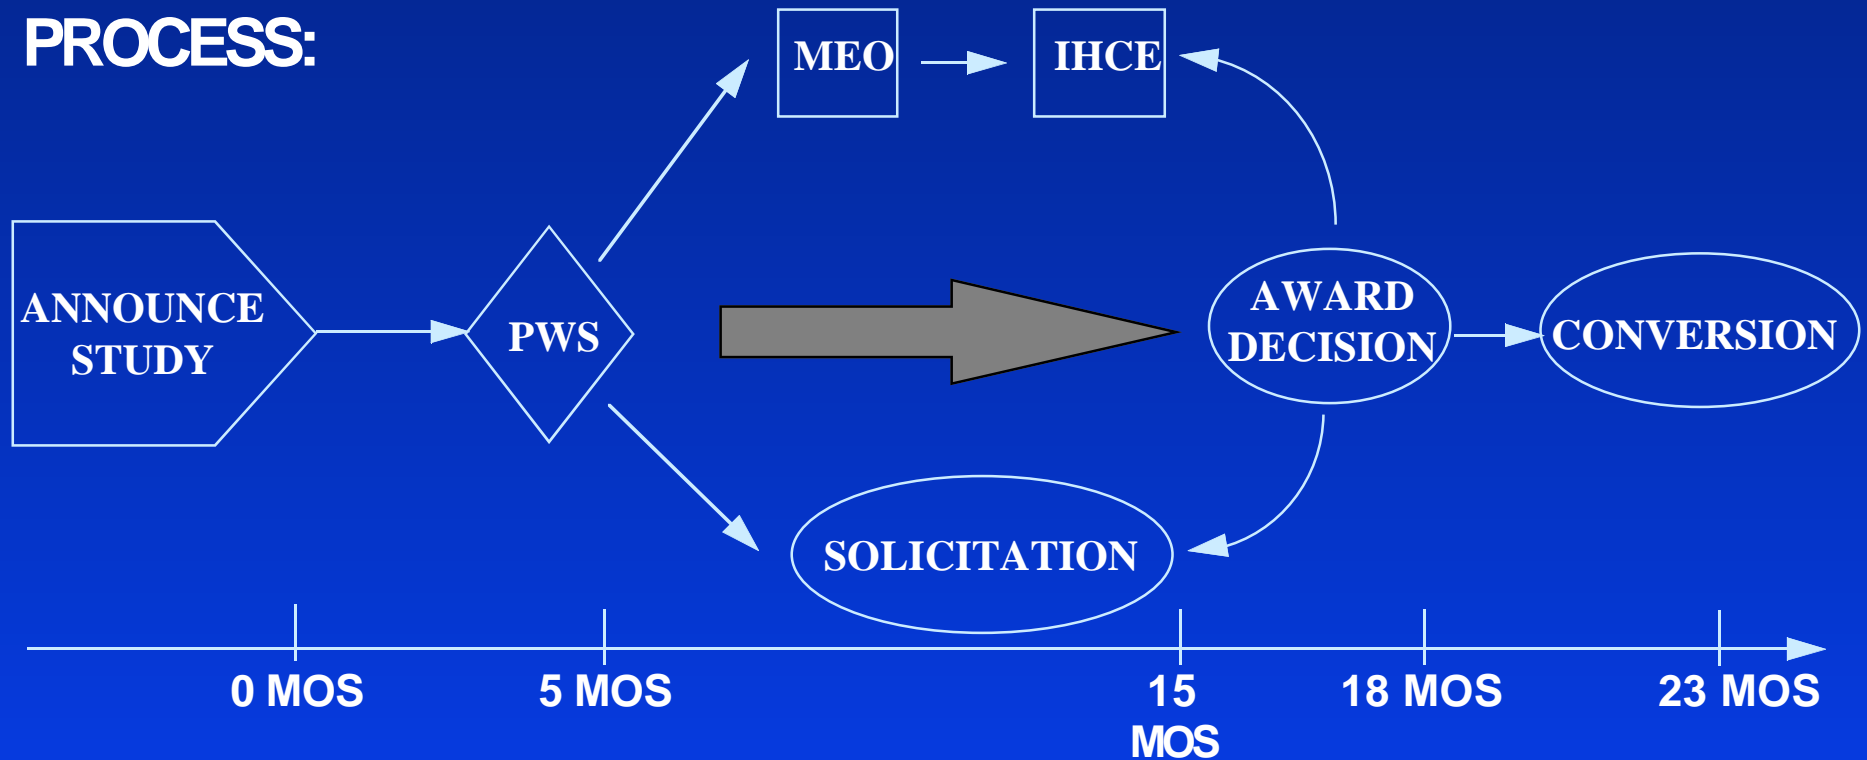 PROCESS:
MEO
IHCE
ANNOUNCE
STUDY
PWS
AWARD
DECISION
CONVERSION
SOLICITATION
0 MOS
5 MOS
15
MOS
18 MOS
23 MOS